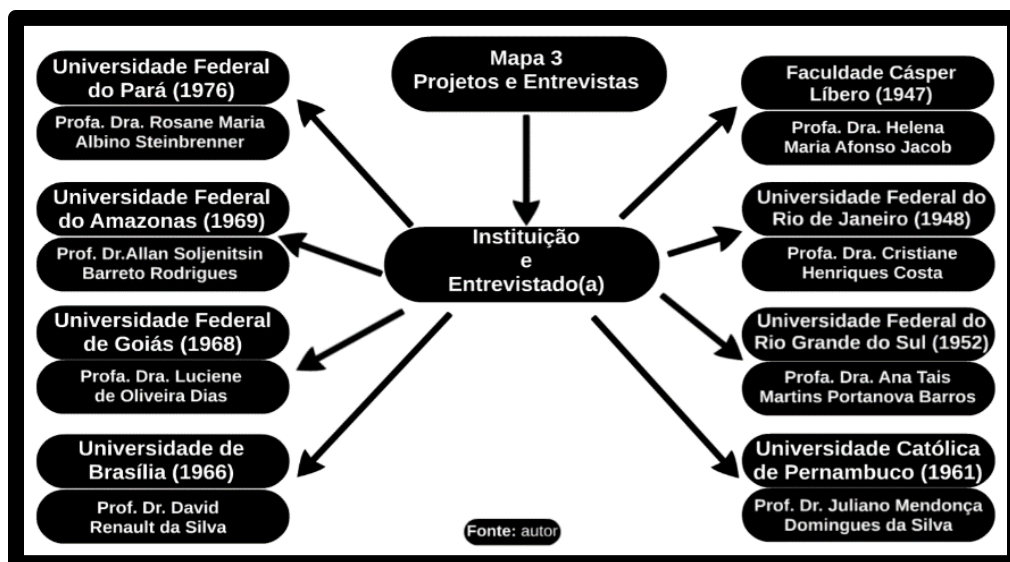 Mapa 3
Projetos e Entrevistas
Instituição
e
Entrevistado(a)
Universidade Federal
do Pará (1976)
Profa. Dra. Rosane Maria
Albino Steinbrenner
Universidade Federal
do Amazonas (1969)
Prof. Dr.Allan Soljenitsin
Barreto Rodrigues
Universidade Federal
de Goiás (1968)
Profa. Dra. Luciene
de Oliveira Dias
Universidade de
Brasília (1966)
Prof. Dr. David
Renault da Silva
Faculdade Cásper
Líbero (1947)
Profa. Dra. Helena
Maria Afonso Jacob
Universidade Federal do
Rio de Janeiro (1948)
Profa. Dra. Cristiane
Henriques Costa
Universidade Federal do
Rio Grande do Sul (1952)
Profa. Dra. Ana Tais
Martins Portanova Barros
Universidade Católica
de Pernambuco (1961)
Prof. Dr. Juliano Mendonça
Domingues da Silva
Fonte: autor